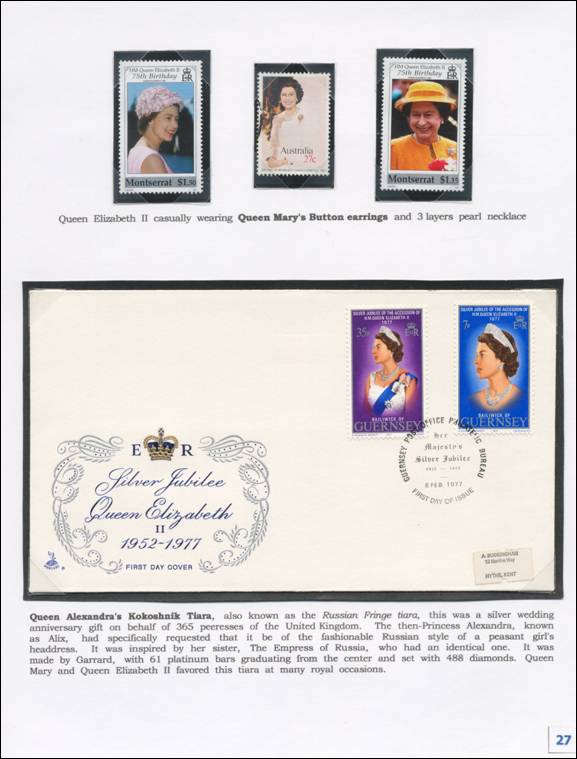 HM Queen Elizabeth II
75th Birthday
Montserrat $1.50
Australia
27c
HM Queen Elizabeth II
75th Birthday
Montserrat $1.15
Queen Elizabeth II casually wearing Queen Mary's Button earrings and 3 layers pearl necklace
SILVER JUBILEE OF THE ACCESSION OF
H.M. QUEEN ELIZABETH II
1977
35p
BAILIWICK OF
GUERNSEY
SILVER JUBILEE OF THE ACCESSION OF
H.M. QUEEN ELIZABETH II
1977
7p
BAILIWICK OF
GUERNSEY
GUERNSEY POST OFFICE PHILATELIC BUREAU
Her
Majesty's
Silver Jubilee
1952 - 1977
6 FEB. 1977
FIRST DAY OF ISSUE
E R
Silver Jubilee
Queen Elizabeth
II
1952-1977
FIRST DAY COVER
HYTHE, KENT
Queen Alexandra's Kokoshnik Tiara, also known as the Russian Fringe tiara, this was a silver wedding
anniversary gift on behalf of 365 peresses of the United Kingdom. The then-Princess Alexandra, known
as Alix, had specifically requested that it be of the fashionable Russian style of a peasant girl's
headdress. It was inspired by her sister, The Empress of Russia, who had an identical one. It was
made by Garrard, with 61 platinum bars graduating from the center and set with 488 diamonds. Queen
Mary and Queen Elizabeth II favored this tiara at many royal occasions.
27